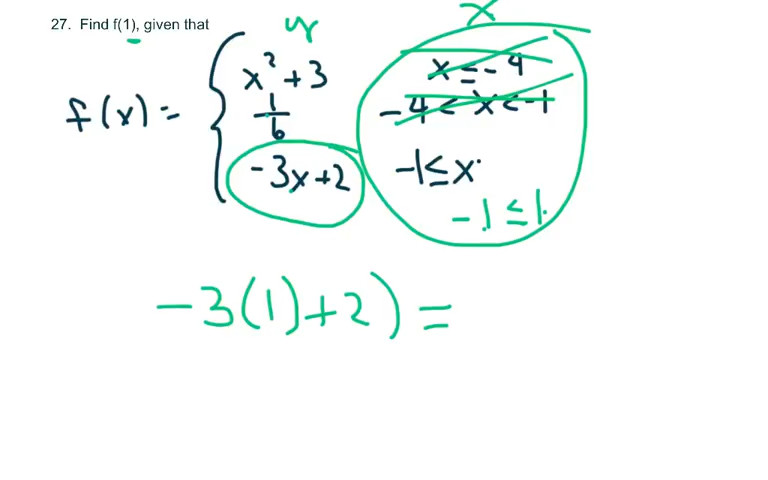 27. Find f(1), given that
y x
x² + 3 x = -4
f(x) = 1/6 -4 < x < -1
-3x+2 -1 ≤ x
-1 ≤ 1
-3(1)+2) =